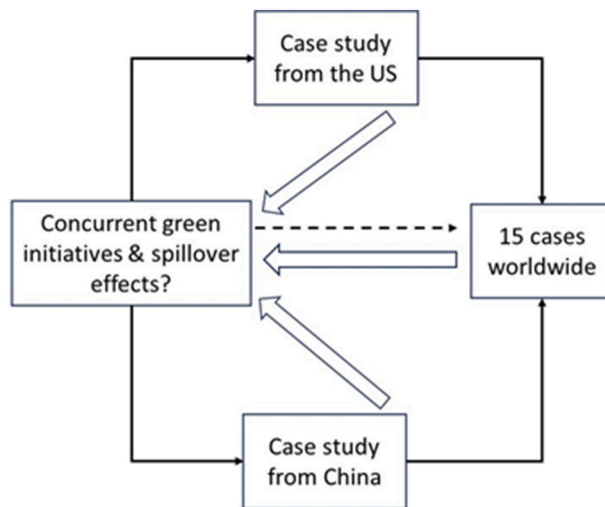 Case study
from the US
Concurrent green
initiatives & spillover
effects?
15 cases
worldwide
Case study
from China